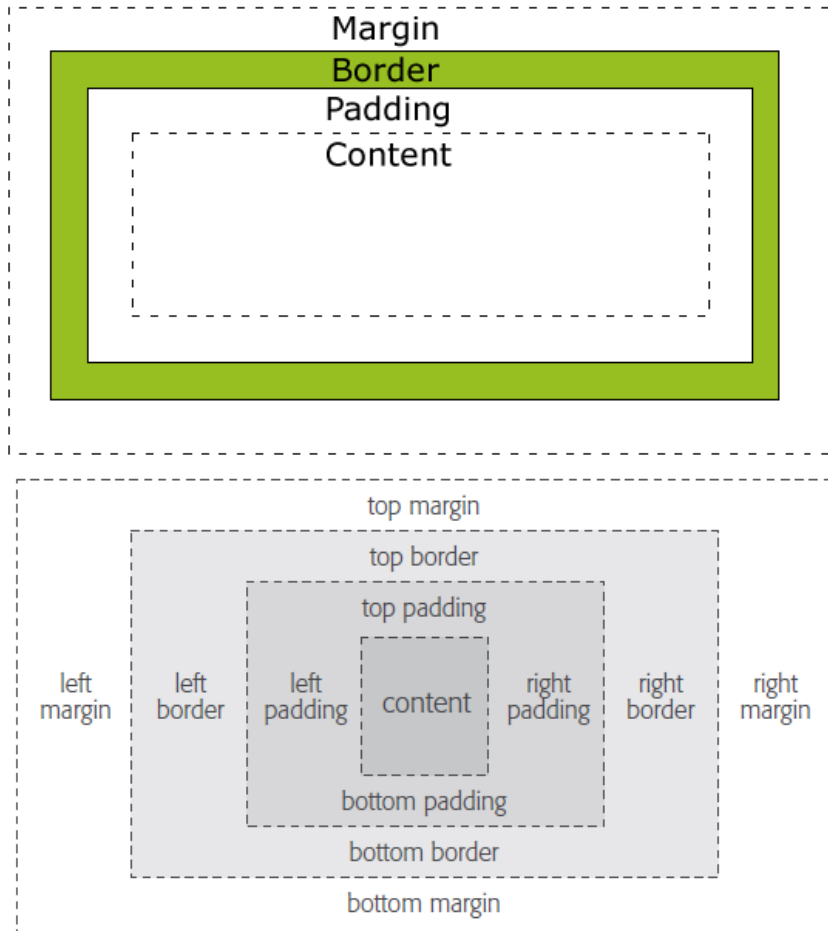 Margin
Border
Padding
Content
top margin
top border
top padding
left
margin
left
border
left
padding
content
right
padding
right
border
right
margin
bottom padding
bottom border
bottom margin